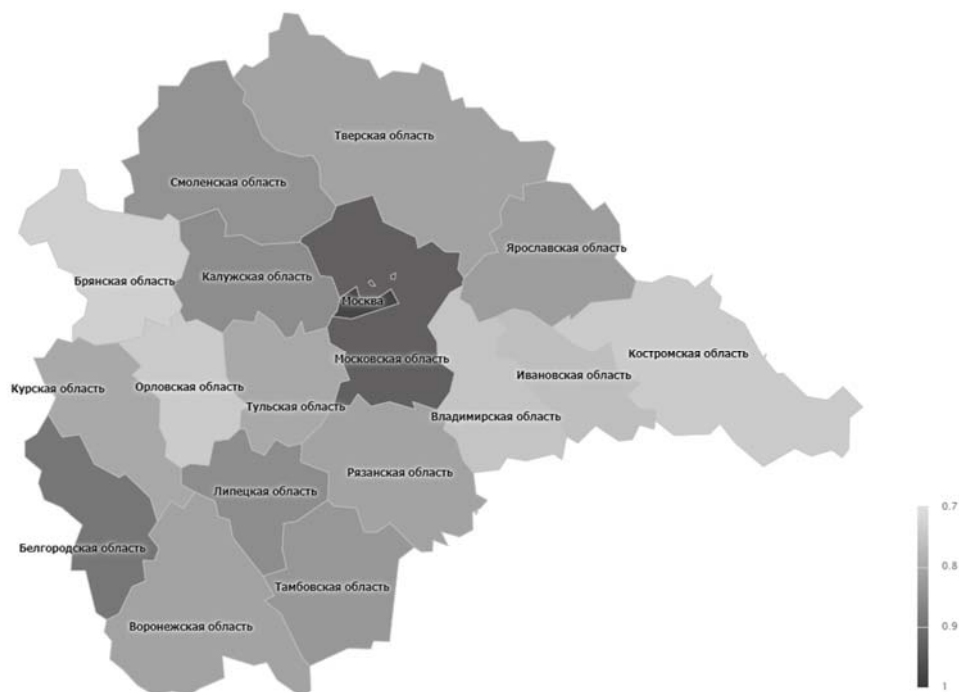 Тверская область
Смоленская область
Ярославская область
Брянская область
Калужская область
Москва
Костромская область
Московская область
Ивановская область
Курская область
Орловская область
Тульская область
Владимирская область
Рязанская область
Липецкая область
0.7
Белгородская область
0.8
Тамбовская область
Воронежская область
0.9
1